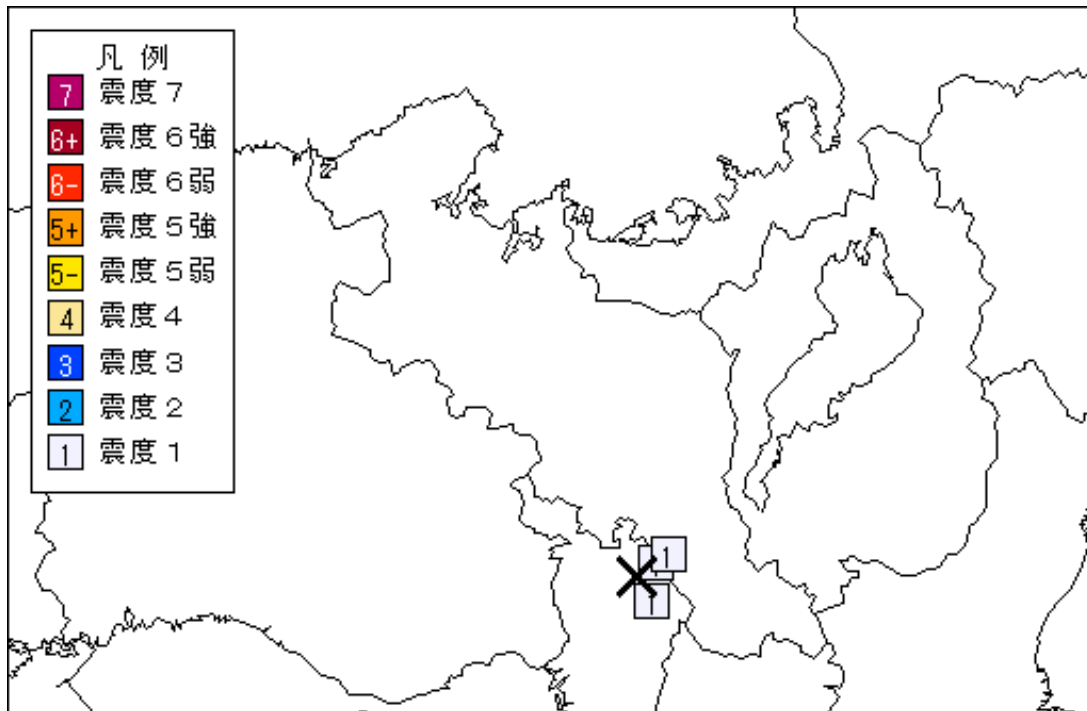 凡例
7 震度７
6+ 震度６強
6- 震度６弱
5+ 震度５強
5- 震度５弱
4 震度４
3 震度３
2 震度２
1 震度１
1
1